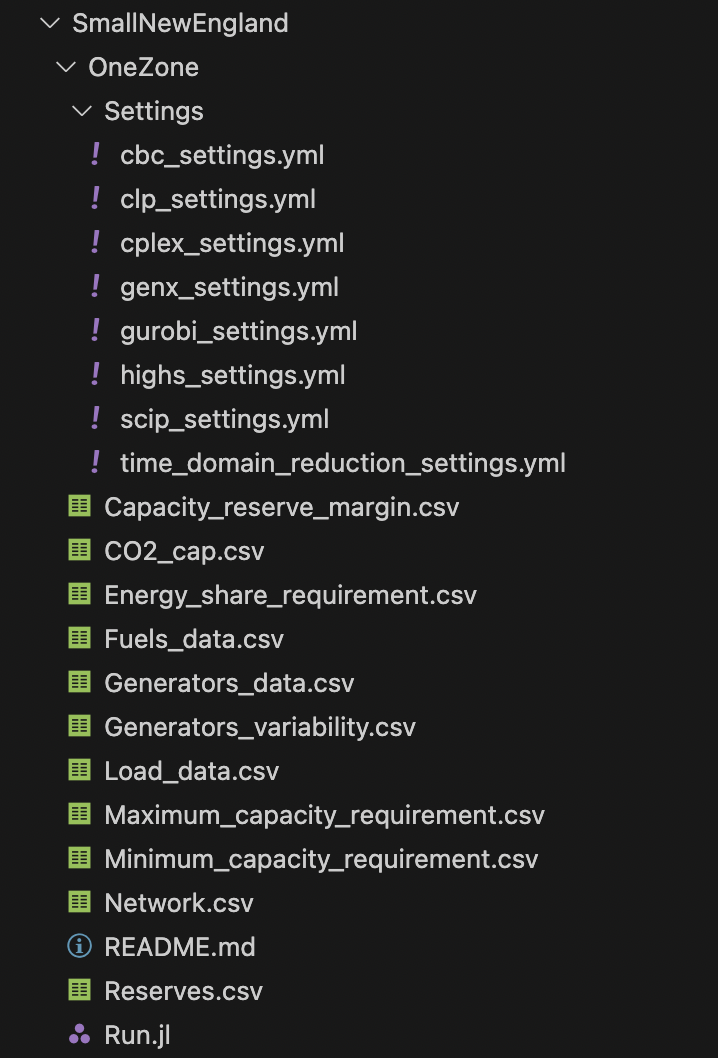 SmallNewEngland
OneZone
Settings
! cbc_settings.yml
! clp_settings.yml
! cplex_settings.yml
! genx_settings.yml
! gurobi_settings.yml
! highs_settings.yml
! scip_settings.yml
! time_domain_reduction_settings.yml
Capacity_reserve_margin.csv
CO2_cap.csv
Energy_share_requirement.csv
Fuels_data.csv
Generators_data.csv
Generators_variability.csv
Load_data.csv
Maximum_capacity_requirement.csv
Minimum_capacity_requirement.csv
Network.csv
README.md
Reserves.csv
Run.jl